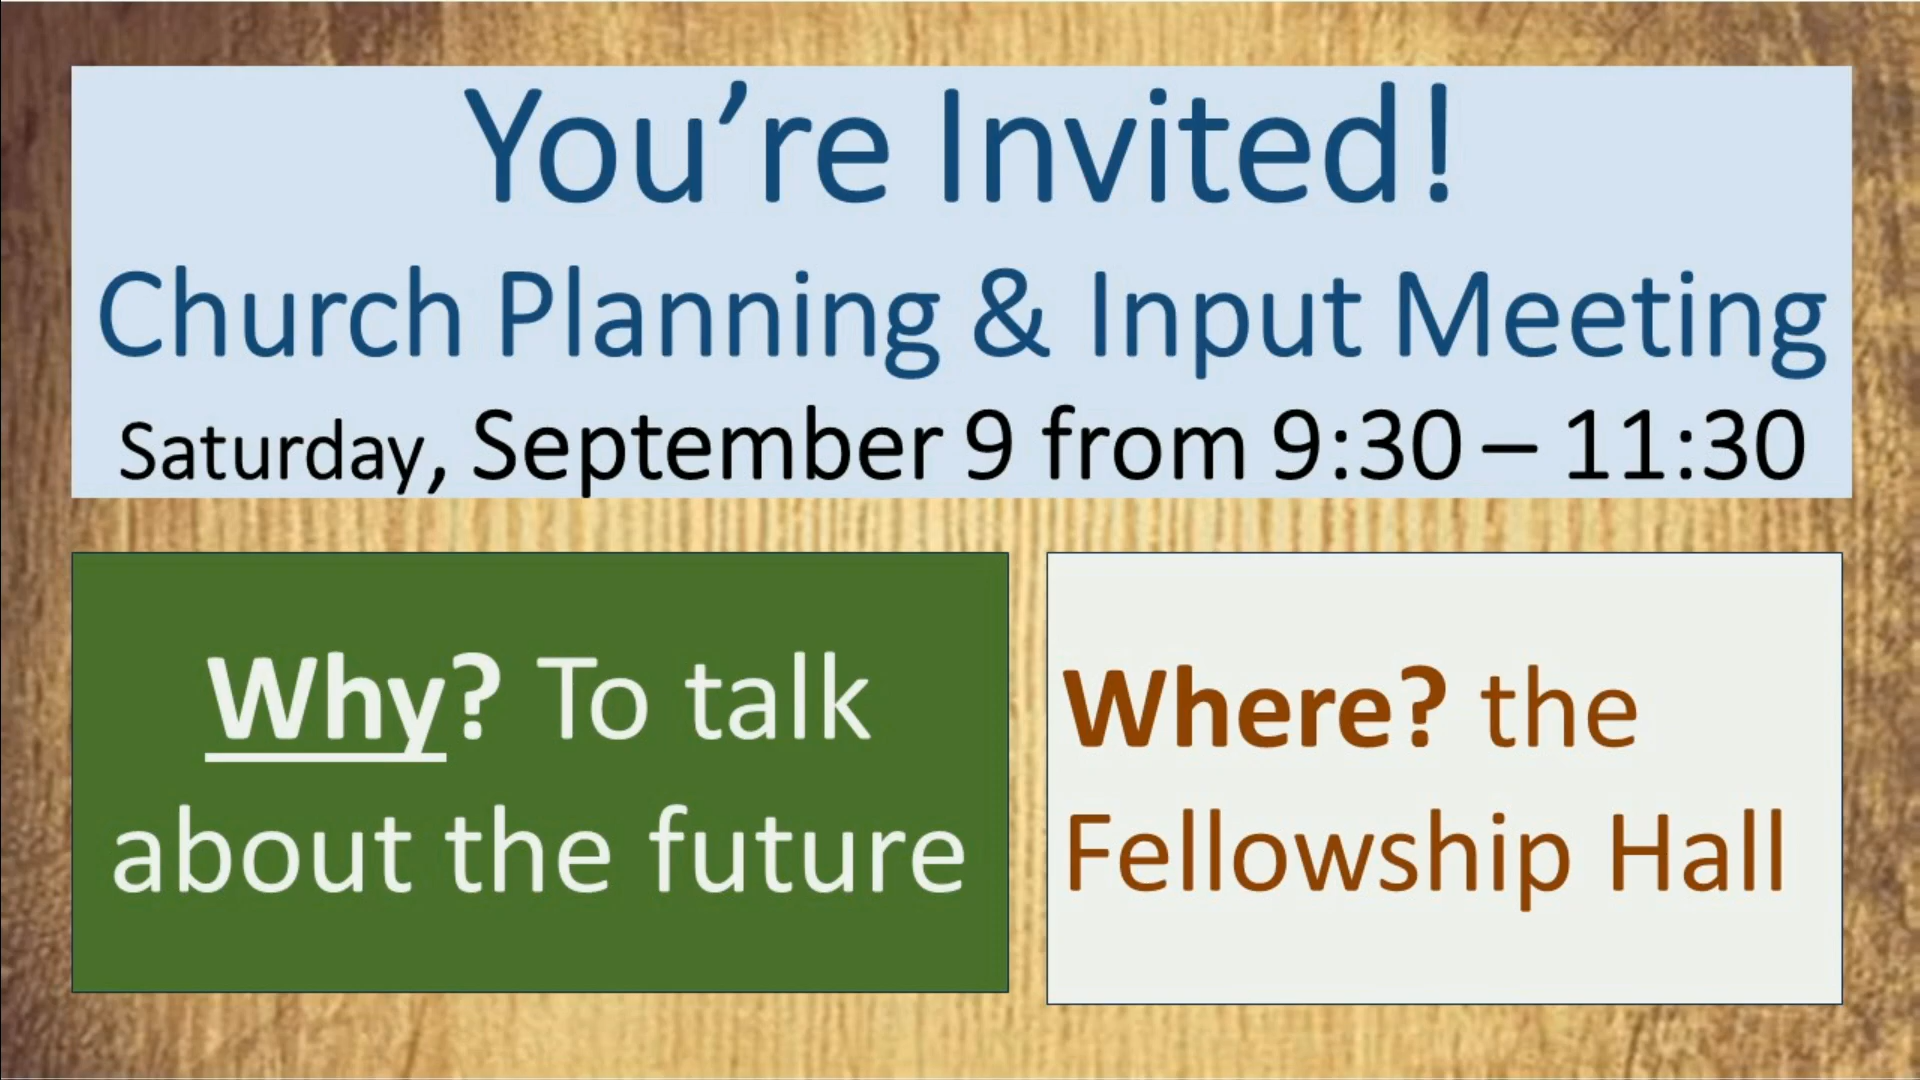 You’re Invited!
Church Planning & Input Meeting
Saturday, September 9 from 9:30 – 11:30
Why? To talk
about the future
Where? the
Fellowship Hall